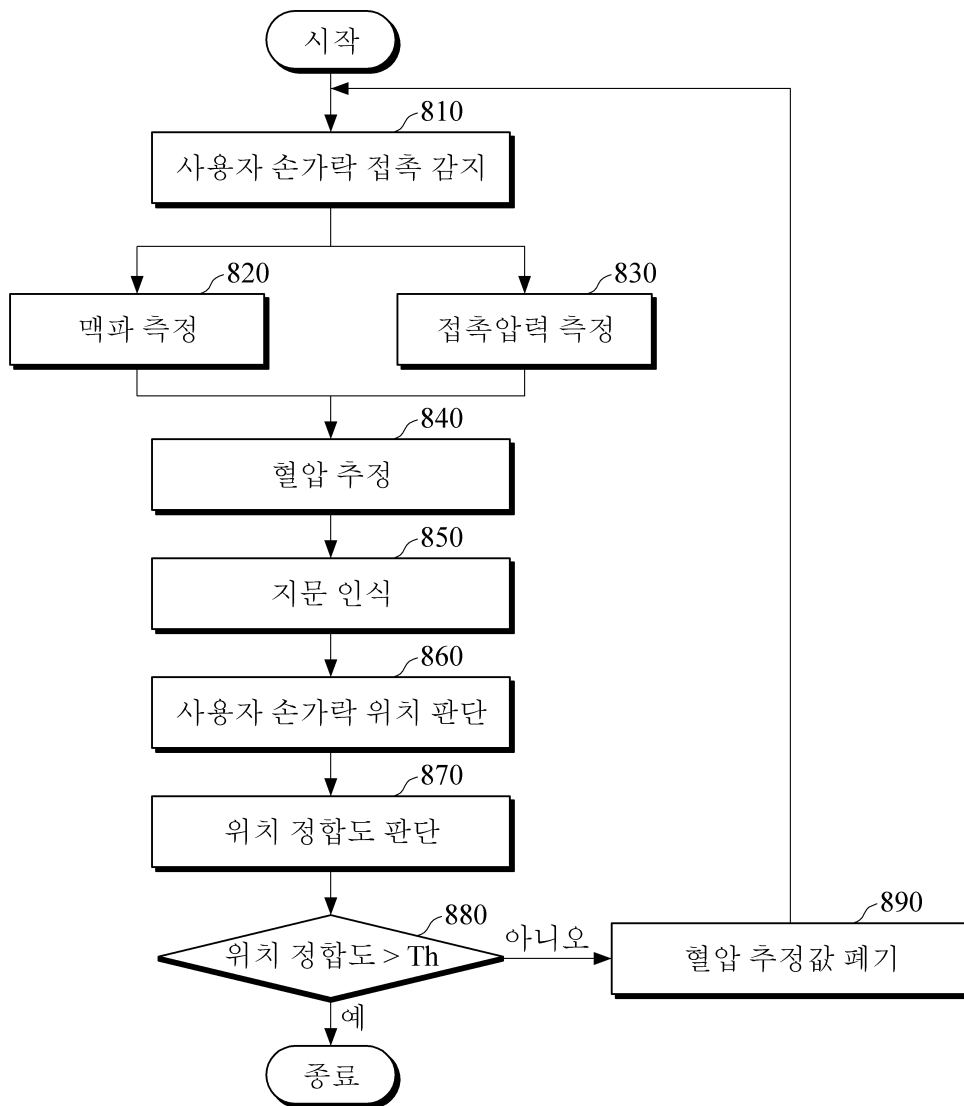 시작
810
사용자 손가락 접촉 감지
820
맥파 측정
830
접촉압력 측정
840
혈압 추정
850
지문 인식
860
사용자 손가락 위치 판단
870
위치 정합도 판단
880
위치 정합도 > Th
아니오
890
혈압 추정값 폐기
예
종료